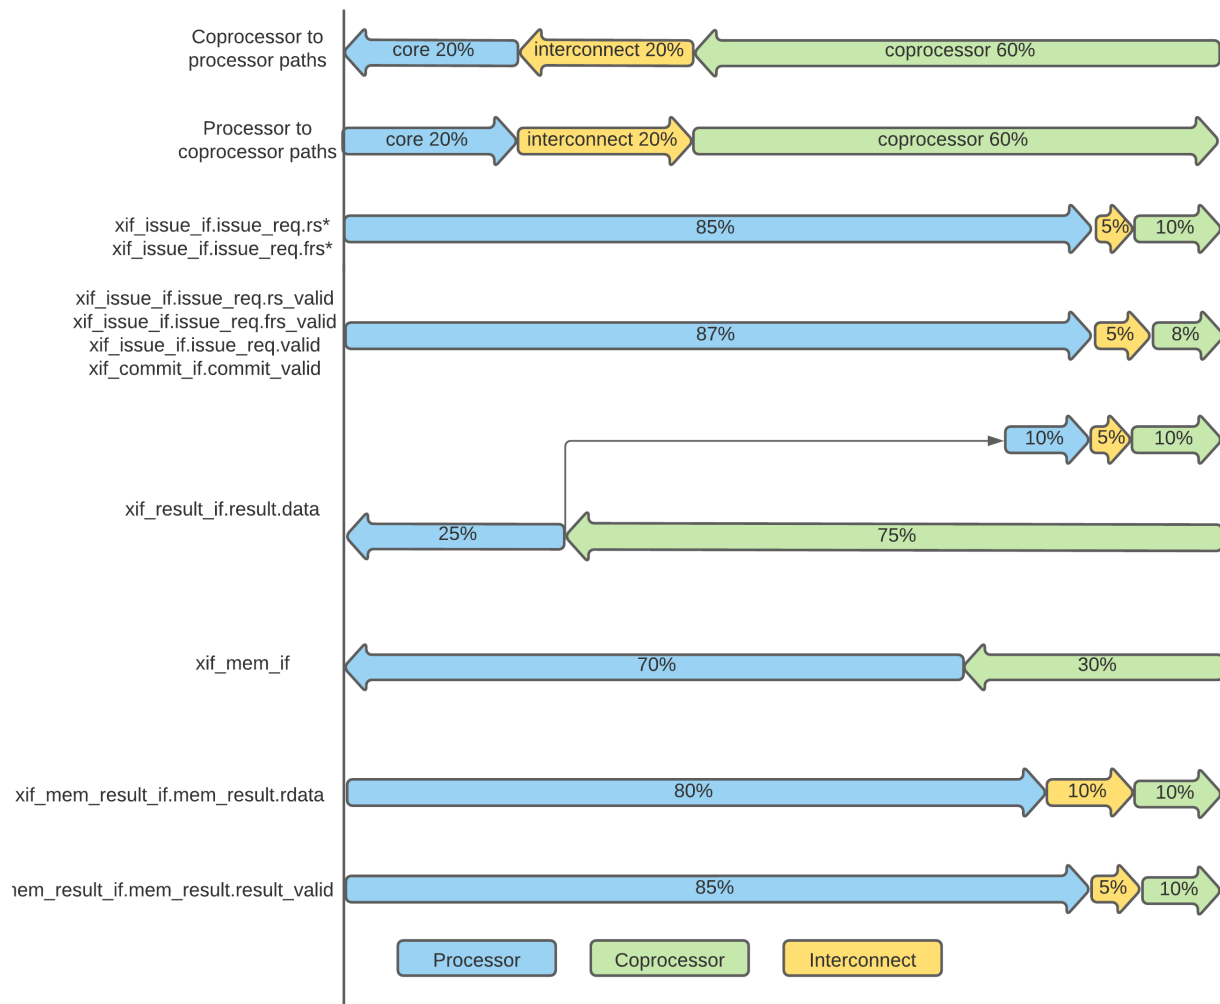 Coprocessor to
processor paths
core 20%
interconnect 20%
coprocessor 60%
Processor to
coprocessor paths
core 20%
interconnect 20%
coprocessor 60%
xif_issue_if.issue_req.rs*
xif_issue_if.issue_req.frs*
85%
5%
10%
xif_issue_if.issue_req.rs_valid
xif_issue_if.issue_req.frs_valid
xif_issue_if.issue_req.valid
xif_commit_if.commit_valid
87%
5%
8%
10%
5%
10%
xif_result_if.result.data
25%
75%
xif_mem_if
70%
30%
xif_mem_result_if.mem_result.rdata
80%
10%
10%
nem_result_if.mem_result.result_valid
85%
5%
10%
Processor
Coprocessor
Interconnect